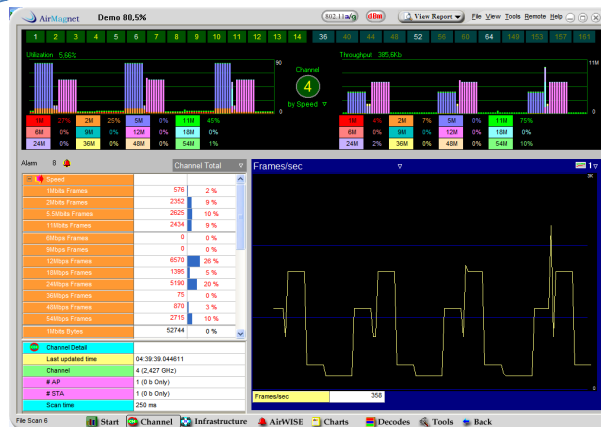 AirMagnet Demo 80,5% 802.11a/g dBm View Report File View Tools Remote Help
1 2 3 4 5 6 7 8 9 10 11 12 13 14 36 40 44 48 52 56 60 64 149 153 157 161
Utilization 5,66% Throughput 385,6Kb
90 Channel 11M
4
by Speed
0 0
1M 27% 2M 25% 5M 0% 11M 45% 1M 4% 2M 7% 5M 0% 11M 75%
6M 0% 9M 0% 12M 0% 18M 0% 6M 0% 9M 0% 12M 0% 18M 0%
24M 0% 36M 0% 48M 0% 54M 1% 24M 2% 36M 0% 48M 0% 54M 10%
Alarm 8 Channel Total Frames/sec 1
Speed 3K
1Mbits Frames 576 2 %
2Mbits Frames 2352 9 %
5.5Mbits Frames 2625 10 %
11Mbits Frames 2434 9 %
6Mbps Frames 0 0 %
9Mbps Frames 0 0 %
12Mbps Frames 6570 26 %
18Mbps Frames 1395 5 %
24Mbps Frames 5190 20 %
36Mbps Frames 75 0 %
48Mbps Frames 870 3 %
54Mbps Frames 2715 10 %
1Mbits Bytes 52744 0 %
Channel Detail
Last updated time 04:39:39.044611
Channel 4 (2,427 GHz)
# AP 1 (0 b Only)
# STA 1 (0 b Only)
Scan time 250 ms
0
Frames/sec 358
File Scan 6 Start Channel Infrastructure AirWISE Charts Decodes Tools Back